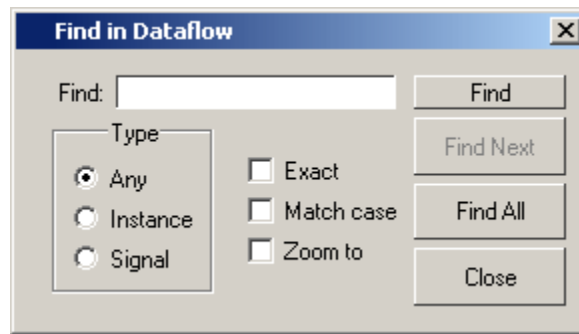 Find in Dataflow
Find:
Find
Type
Find Next
Any
Exact
Instance
Match case
Find All
Signal
Zoom to
Close